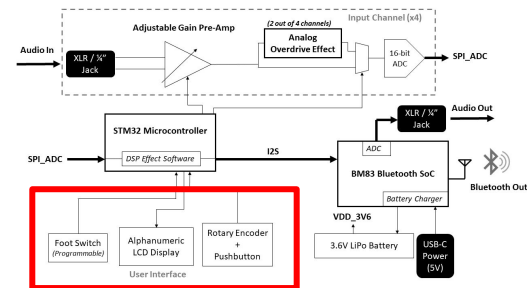 Input Channel (x4)
Adjustable Gain Pre-Amp
(2 out of 4 channels)
Analog
Overdrive Effect
Audio In
XLR / ¼”
Jack
16-bit
ADC
SPI_ADC
XLR / ¼”
Jack
Audio Out
STM32 Microcontroller
SPI_ADC
DSP Effect Software
I2S
ADC
BM83 Bluetooth SoC
Battery Charger
Bluetooth Out
VDD_3V6
Foot Switch
(Programmable)
Alphanumeric
LCD Display
Rotary Encoder
+
Pushbutton
User Interface
3.6V LiPo Battery
USB-C
Power
(5V)